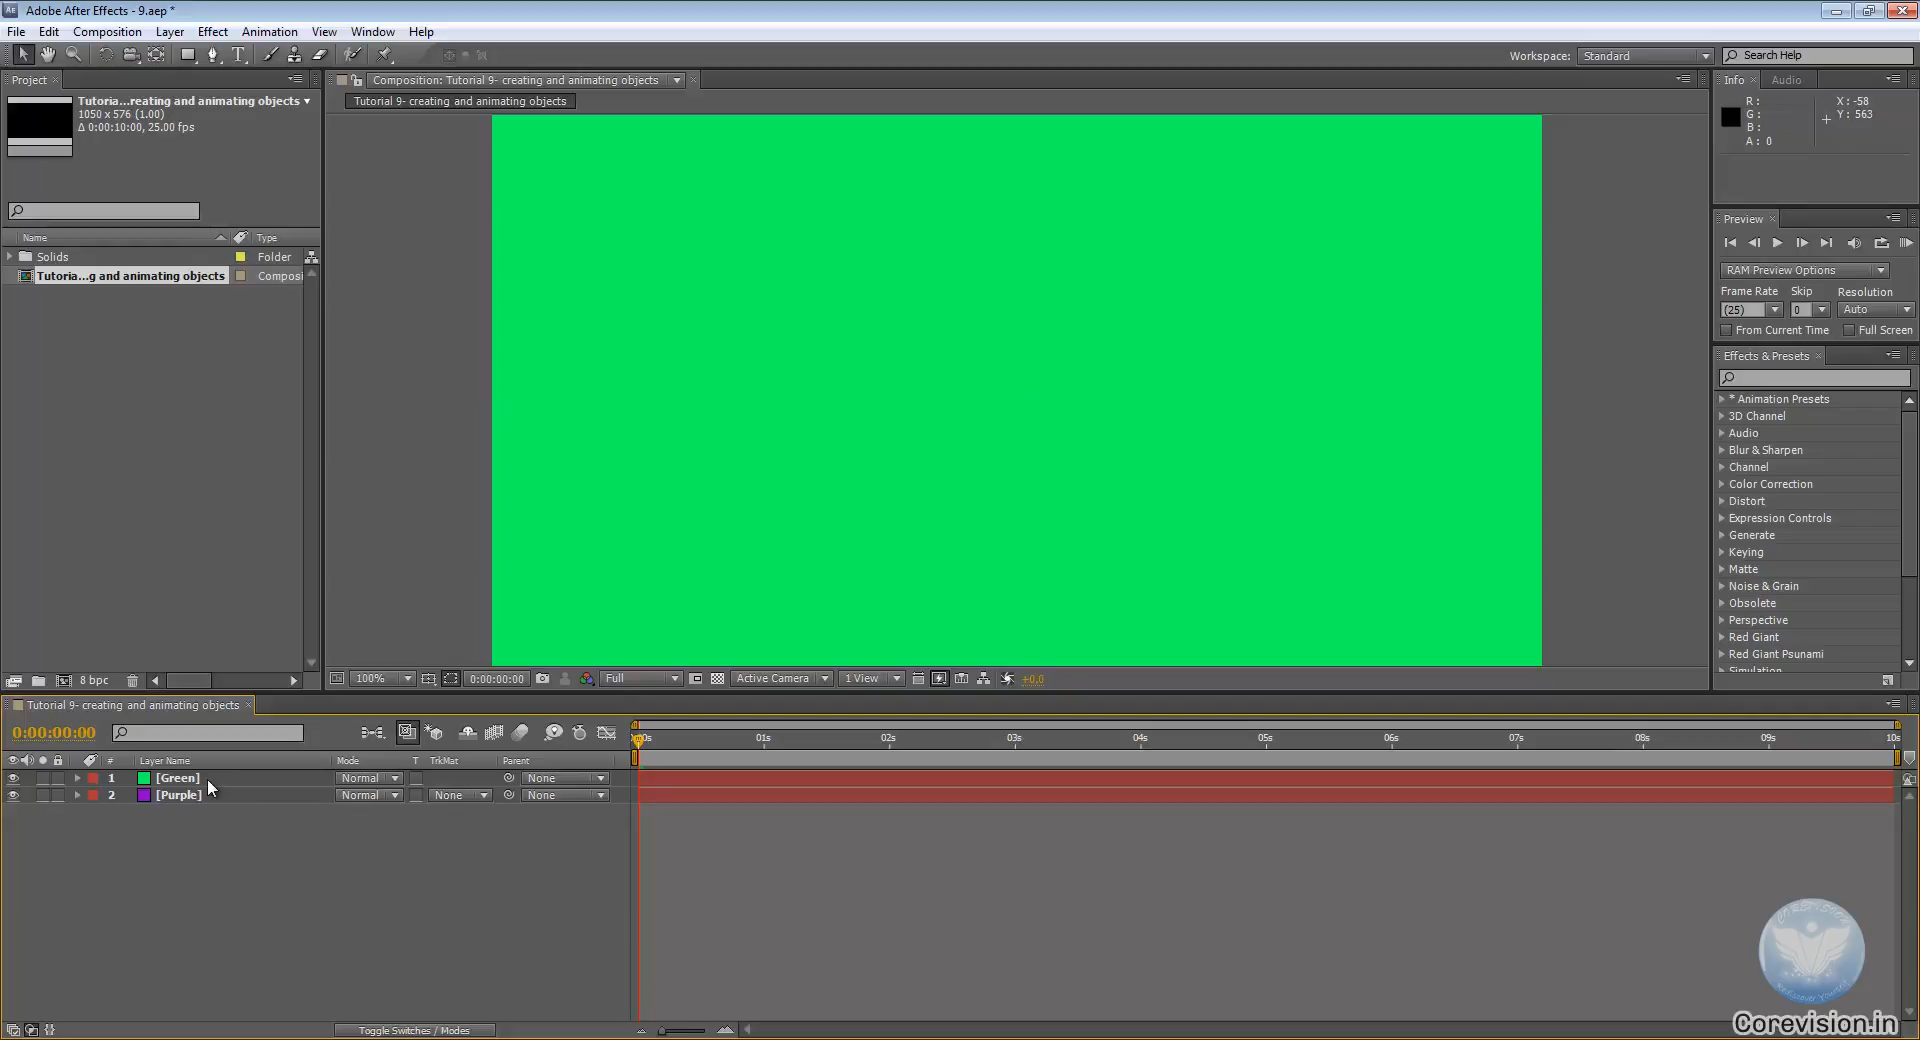 Adobe After Effects - 9.aep *
File Edit Composition Layer Effect Animation View Window Help
Workspace: Standard Search Help
Project
Tutoria...reating and animating objects
1050 x 576 (1.00)
Δ 0:00:10:00, 25.00 fps
Name Type
Solids Folder
Tutoria...g and animating objects Composi
8 bpc
Composition: Tutorial 9- creating and animating objects
Tutorial 9- creating and animating objects
100% 0:00:00:00 Full Active Camera 1 View +0.0
Info Audio
R : X : -58
G : Y : 563
B :
A : 0
Preview
RAM Preview Options
Frame Rate Skip Resolution
(25) 0 Auto
From Current Time Full Screen
Effects & Presets
* Animation Presets
3D Channel
Audio
Blur & Sharpen
Channel
Color Correction
Distort
Expression Controls
Generate
Keying
Matte
Noise & Grain
Obsolete
Perspective
Red Giant
Red Giant Psunami
Simulation
Tutorial 9- creating and animating objects
0:00:00:00
01s 02s 03s 04s 05s 06s 07s 08s 09s 10s
# Layer Name Mode T TrkMat Parent
1 [Green] Normal None
2 [Purple] Normal None None
Toggle Switches / Modes
Corevision.in